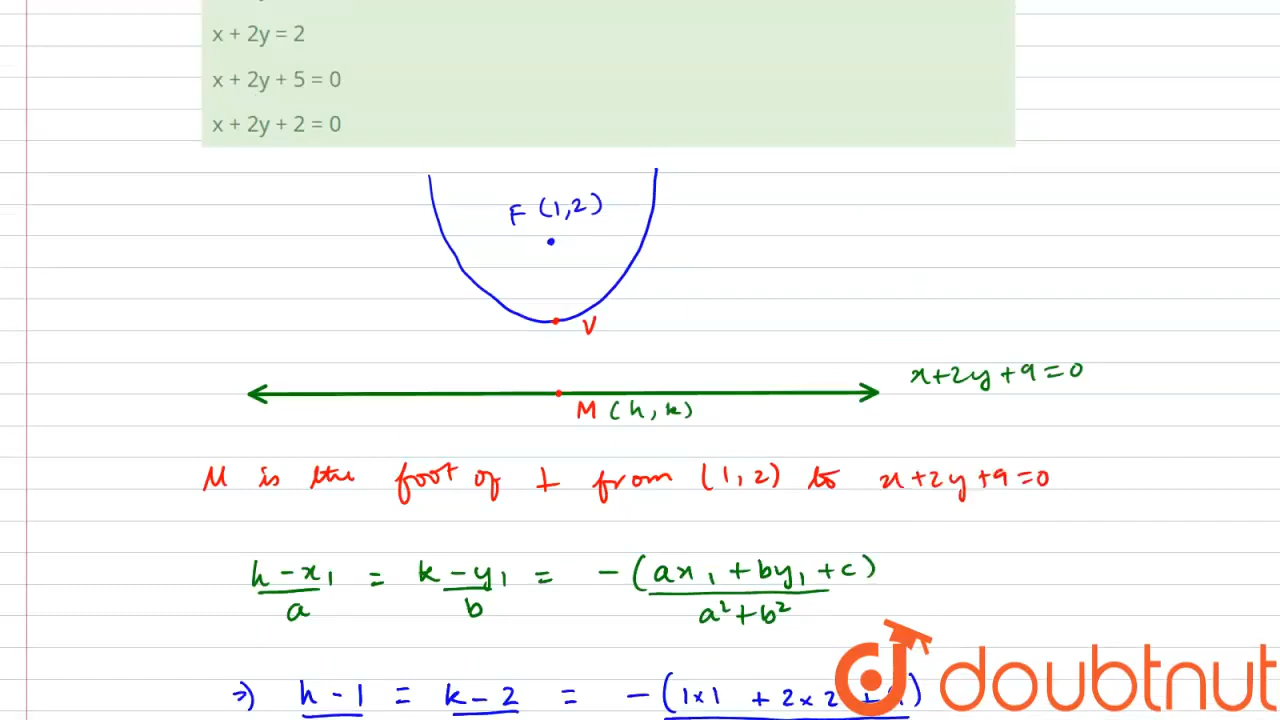 x + 2y = 2
x + 2y + 5 = 0
x + 2y + 2 = 0
F (1,2)
V
x+2y+9=0
M (h, k)
M is the foot of ⊥ from (1,2) to x+2y+9=0
h-x₁/a = k-y₁/b = -(ax₁+by₁+c)/a²+b²
⇒ h-1 = k-2 = -(1×1 + 2×2 +
doubtnut